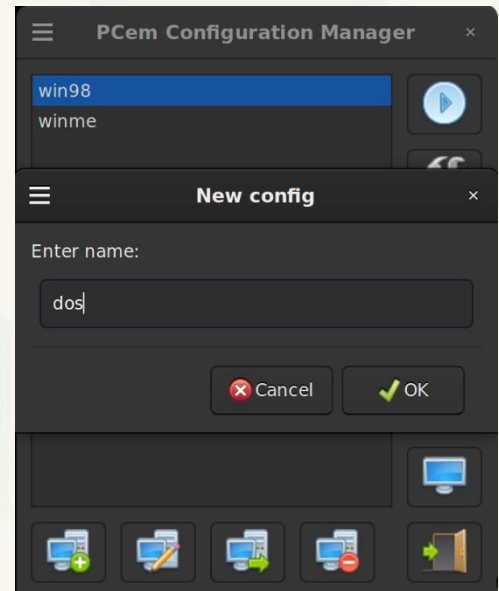 PCem Configuration Manager
win98
winme
New config
Enter name:
dos
Cancel
OK